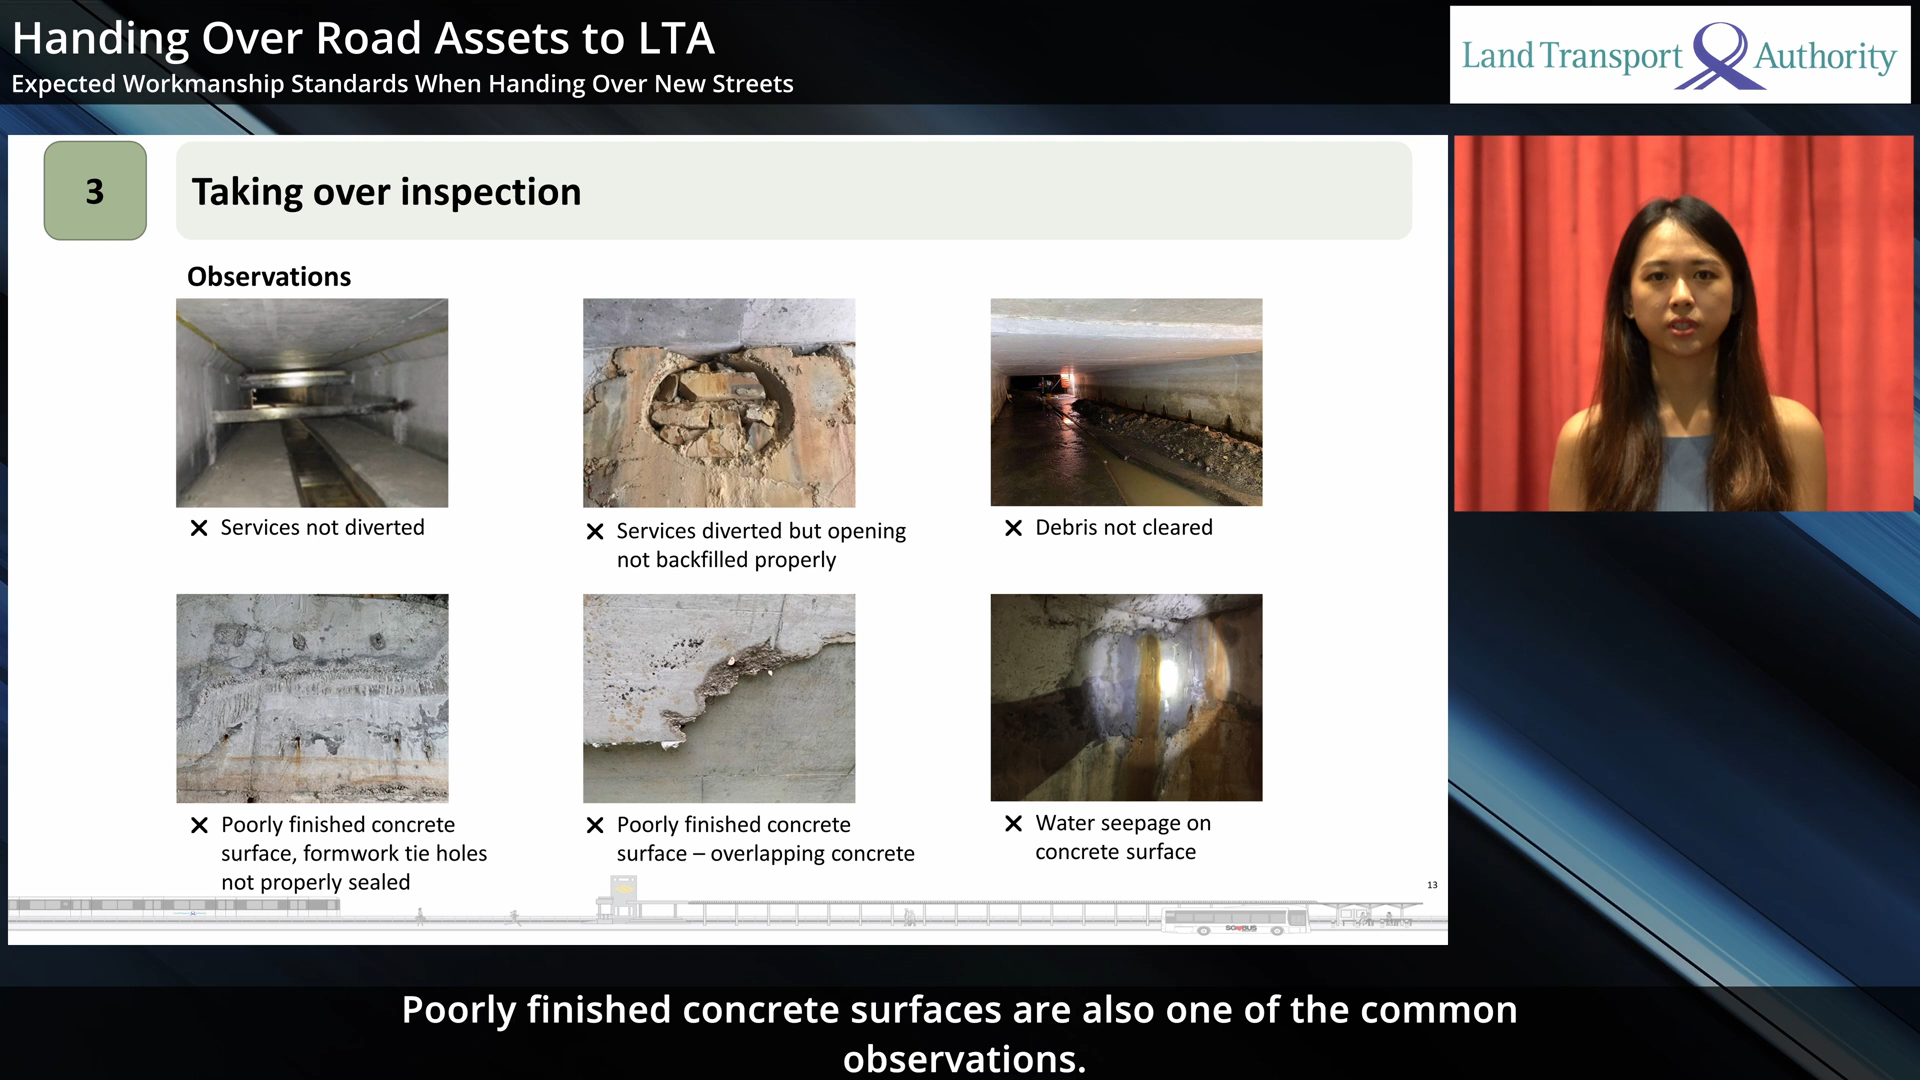 Handing Over Road Assets to LTA
Expected Workmanship Standards When Handing Over New Streets
Land Transport Authority
3
Taking over inspection
Observations
Services not diverted
Services diverted but opening
not backfilled properly
Debris not cleared
Poorly finished concrete
surface, formwork tie holes
not properly sealed
Poorly finished concrete
surface – overlapping concrete
Water seepage on
concrete surface
13
SGBUS
Poorly finished concrete surfaces are also one of the common
observations.